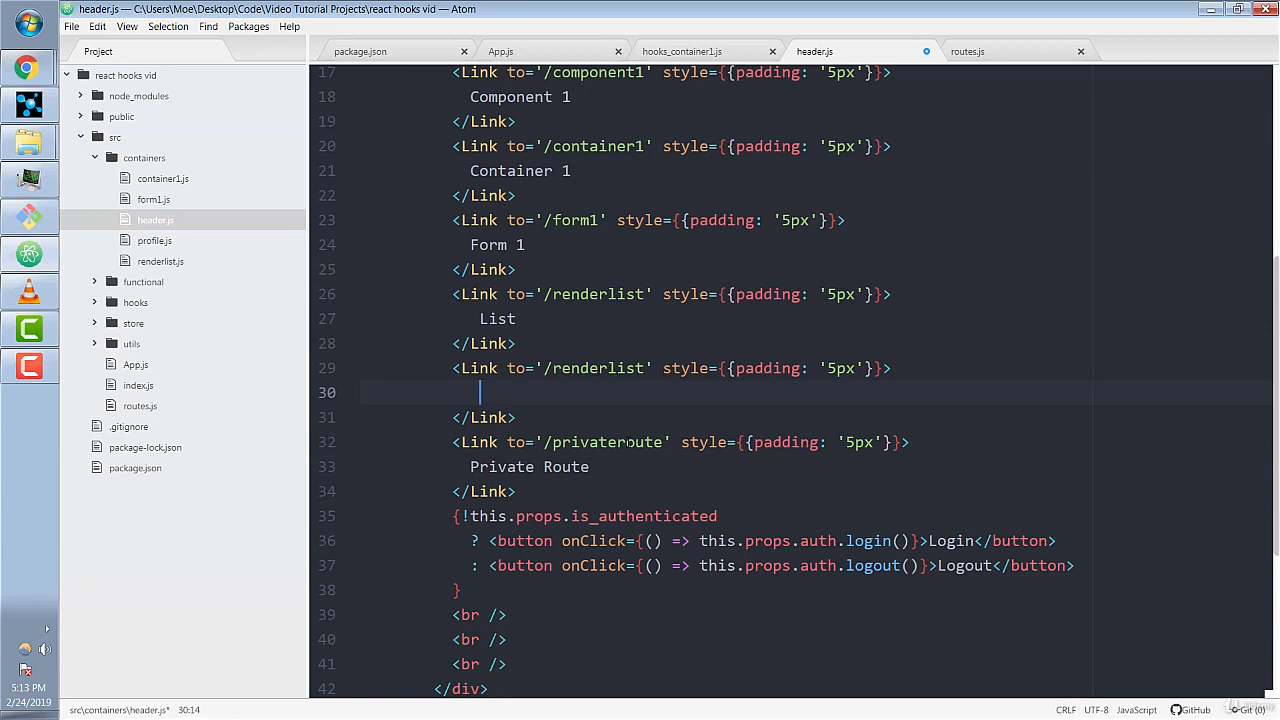 header.js — C:\Users\Moe\Desktop\Code\Video Tutorial Projects\react hooks vid — Atom
File Edit View Selection Find Packages Help
Project
package.json
App.js
hooks_container1.js
header.js
routes.js
react hooks vid
node_modules
public
src
containers
container1.js
form1.js
header.js
profile.js
renderlist.js
functional
hooks
store
utils
App.js
index.js
routes.js
.gitignore
package-lock.json
package.json
17 <Link to='/component1' style={{padding: '5px'}}>
18 Component 1
19 </Link>
20 <Link to='/container1' style={{padding: '5px'}}>
21 Container 1
22 </Link>
23 <Link to='/form1' style={{padding: '5px'}}>
24 Form 1
25 </Link>
26 <Link to='/renderlist' style={{padding: '5px'}}>
27 List
28 </Link>
29 <Link to='/renderlist' style={{padding: '5px'}}>
30
31 </Link>
32 <Link to='/privateroute' style={{padding: '5px'}}>
33 Private Route
34 </Link>
35 {!this.props.is_authenticated
36 ? <button onClick={() => this.props.auth.login()}>Login</button>
37 : <button onClick={() => this.props.auth.logout()}>Logout</button>
38 }
39 <br />
40 <br />
41 <br />
42 </div>
5:13 PM
2/24/2019
src\containers\header.js* 30:14
CRLF UTF-8 JavaScript GitHub Git (0)